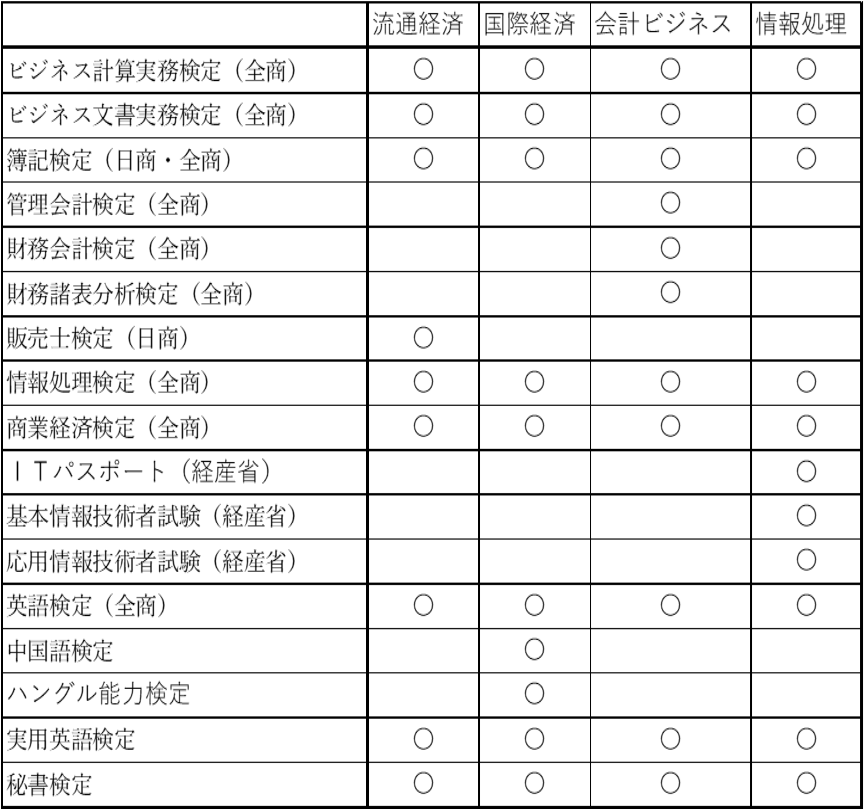 流通経済 国際経済 会計ビジネス 情報処理
ビジネス計算実務検定（全商） 〇 〇 〇 〇
ビジネス文書実務検定（全商） 〇 〇 〇 〇
簿記検定（日商・全商） 〇 〇 〇 〇
管理会計検定（全商） 〇
財務会計検定（全商） 〇
財務諸表分析検定（全商） 〇
販売士検定（日商） 〇
情報処理検定（全商） 〇 〇 〇 〇
商業経済検定（全商） 〇 〇 〇 〇
ＩＴパスポート（経産省） 〇
基本情報技術者試験（経産省） 〇
応用情報技術者試験（経産省） 〇
英語検定（全商） 〇 〇 〇 〇
中国語検定 〇
ハングル能力検定 〇
実用英語検定 〇 〇 〇 〇
秘書検定 〇 〇 〇 〇